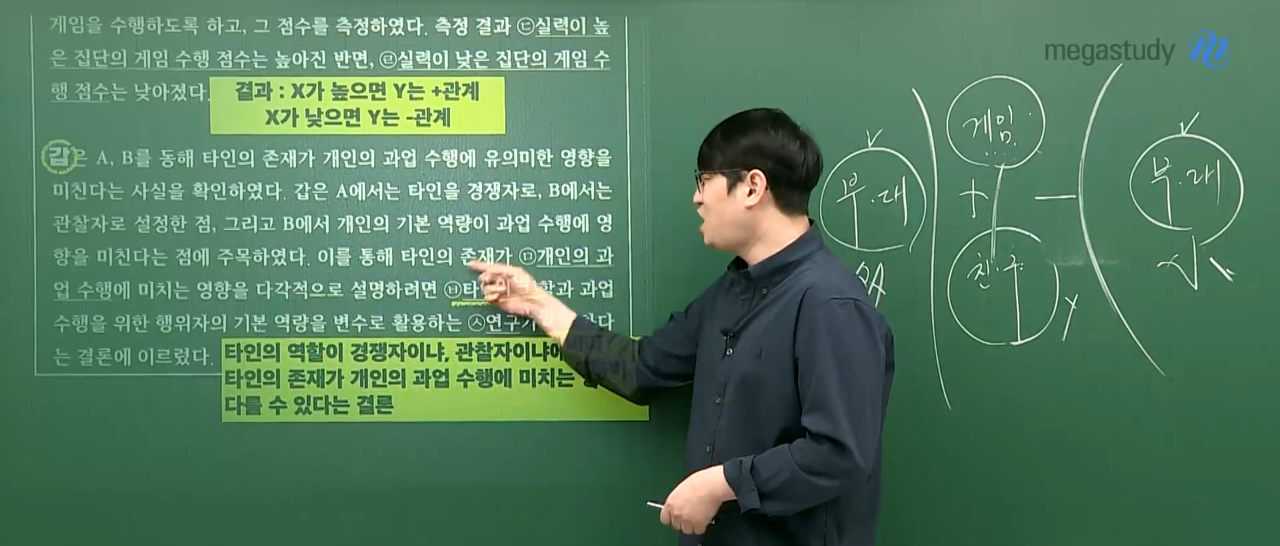 게임을 수행하도록 하고, 그 점수를 측정하였다. 측정 결과 ㉢실력이 높
은 집단의 게임 수행 점수는 높아진 반면, ㉣실력이 낮은 집단의 게임 수
행 점수는 낮아졌다.
결과 : X가 높으면 Y는 +관계
X가 낮으면 Y는 -관계
갑은 A, B를 통해 타인의 존재가 개인의 과업 수행에 유의미한 영향을
미친다는 사실을 확인하였다. 갑은 A에서는 타인을 경쟁자로, B에서는
관찰자로 설정한 점, 그리고 B에서 개인의 기본 역량이 과업 수행에 영
향을 미친다는 점에 주목하였다. 이를 통해 타인의 존재가 ㉤개인의 과
업 수행에 미치는 영향을 다각적으로 설명하려면 ㉥타 과 과업
수행을 위한 행위자의 기본 역량을 변수로 활용하는 ㉦연구가 다
는 결론에 이르렀다.
타인의 역할이 경쟁자이냐, 관찰자이냐에
타인의 존재가 개인의 과업 수행에 미치는
다를 수 있다는 결론
megastudy
게임
부.대
+
-
부.대
친구
Y